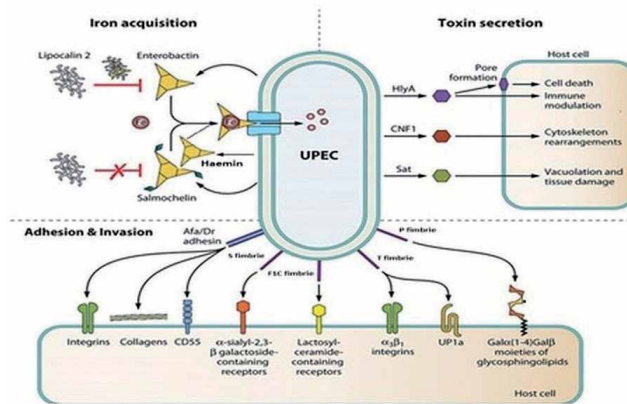 Iron acquisition
Toxin secretion
Lipocalin 2
Enterobactin
Host cell
Pore
formation
HlyA
Cell death
Immune
modulation
Fe
Fe
CNF1
Cytoskeleton
rearrangements
UPEC
Haemin
Sat
Vacuolation and
tissue damage
Salmochelin
Adhesion & Invasion
Afa/Dr
adhesin
P fimbrie
S fimbrie
F1C fimbrie
T fimbrie
Integrins
Collagens
CD55
α-sialyl-2,3-
β galactoside-
containing
receptors
Lactosyl-
ceramide-
containing
receptors
α3β1
integrins
UP1a
Galα(1-4)Galβ
moieties of
glycosphingolipids
Host cell